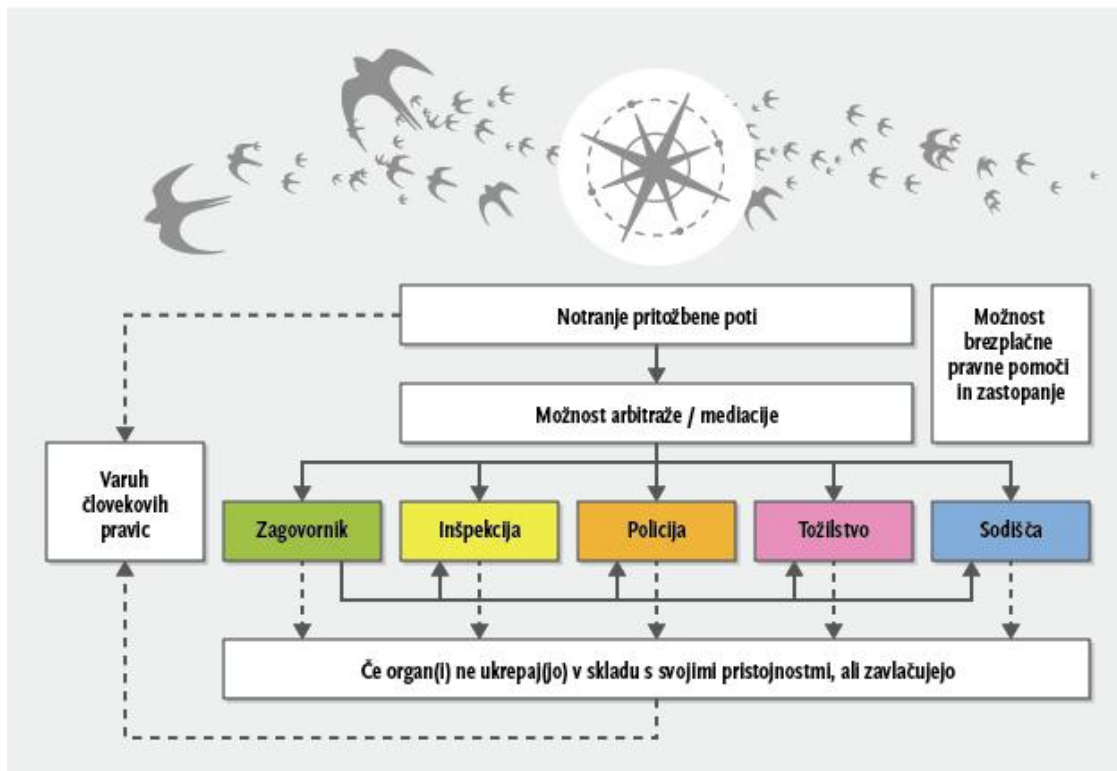 Notranje pritožbene poti
Možnost
brezplačne
pravne pomoči
in zastopanje
Možnost arbitraže / mediacije
Varuh
človekovih
pravic
Zagovornik
Inšpekcija
Policija
Tožilstvo
Sodišča
Če organ(i) ne ukrepaj(jo) v skladu s svojimi pristojnostmi, ali zavlačujejo